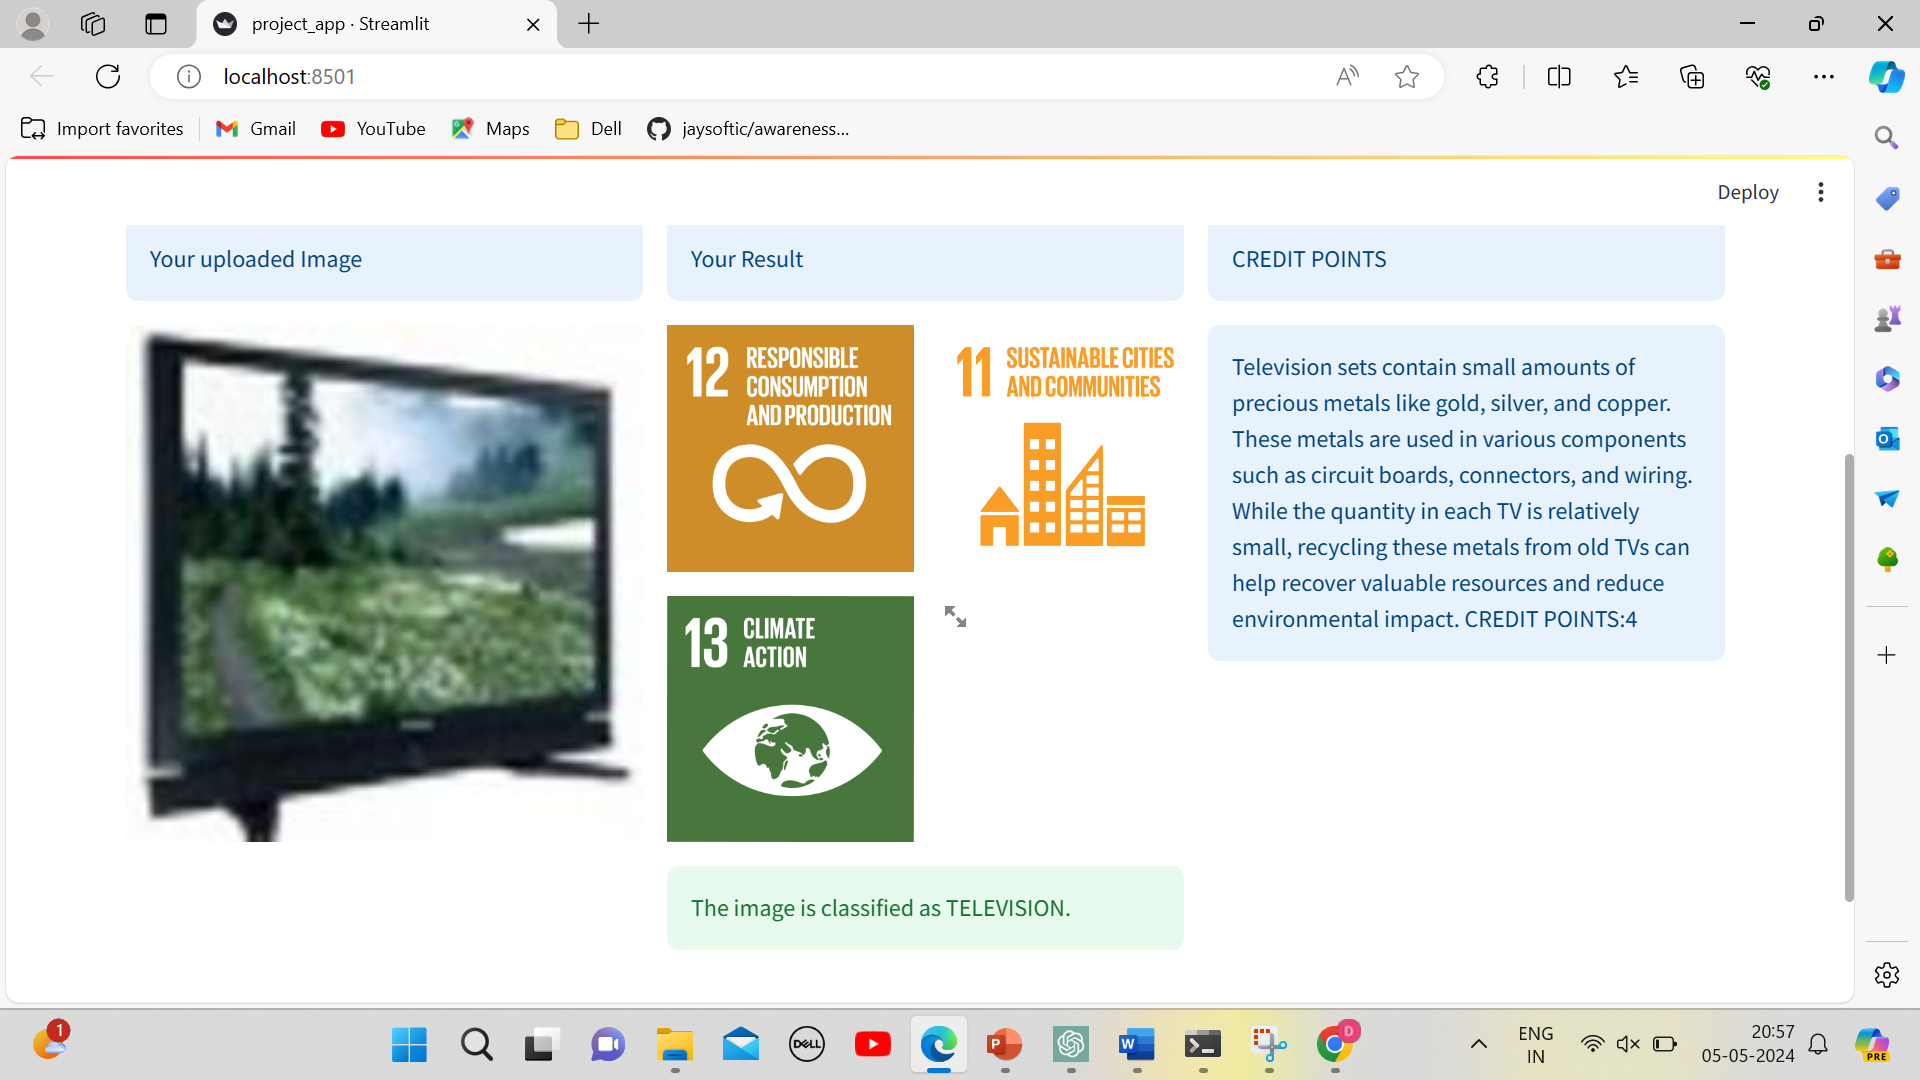 project_app · Streamlit
localhost:8501
Import favorites
Gmail
YouTube
Maps
Dell
jaysoftic/awareness...
Deploy
Your uploaded Image
Your Result
CREDIT POINTS
12 RESPONSIBLE
CONSUMPTION
AND PRODUCTION
11 SUSTAINABLE CITIES
AND COMMUNITIES
13 CLIMATE
ACTION
Television sets contain small amounts of
precious metals like gold, silver, and copper.
These metals are used in various components
such as circuit boards, connectors, and wiring.
While the quantity in each TV is relatively
small, recycling these metals from old TVs can
help recover valuable resources and reduce
environmental impact. CREDIT POINTS:4
The image is classified as TELEVISION.
1
DELL
P
W
D
ENG
IN
20:57
05-05-2024
PRE